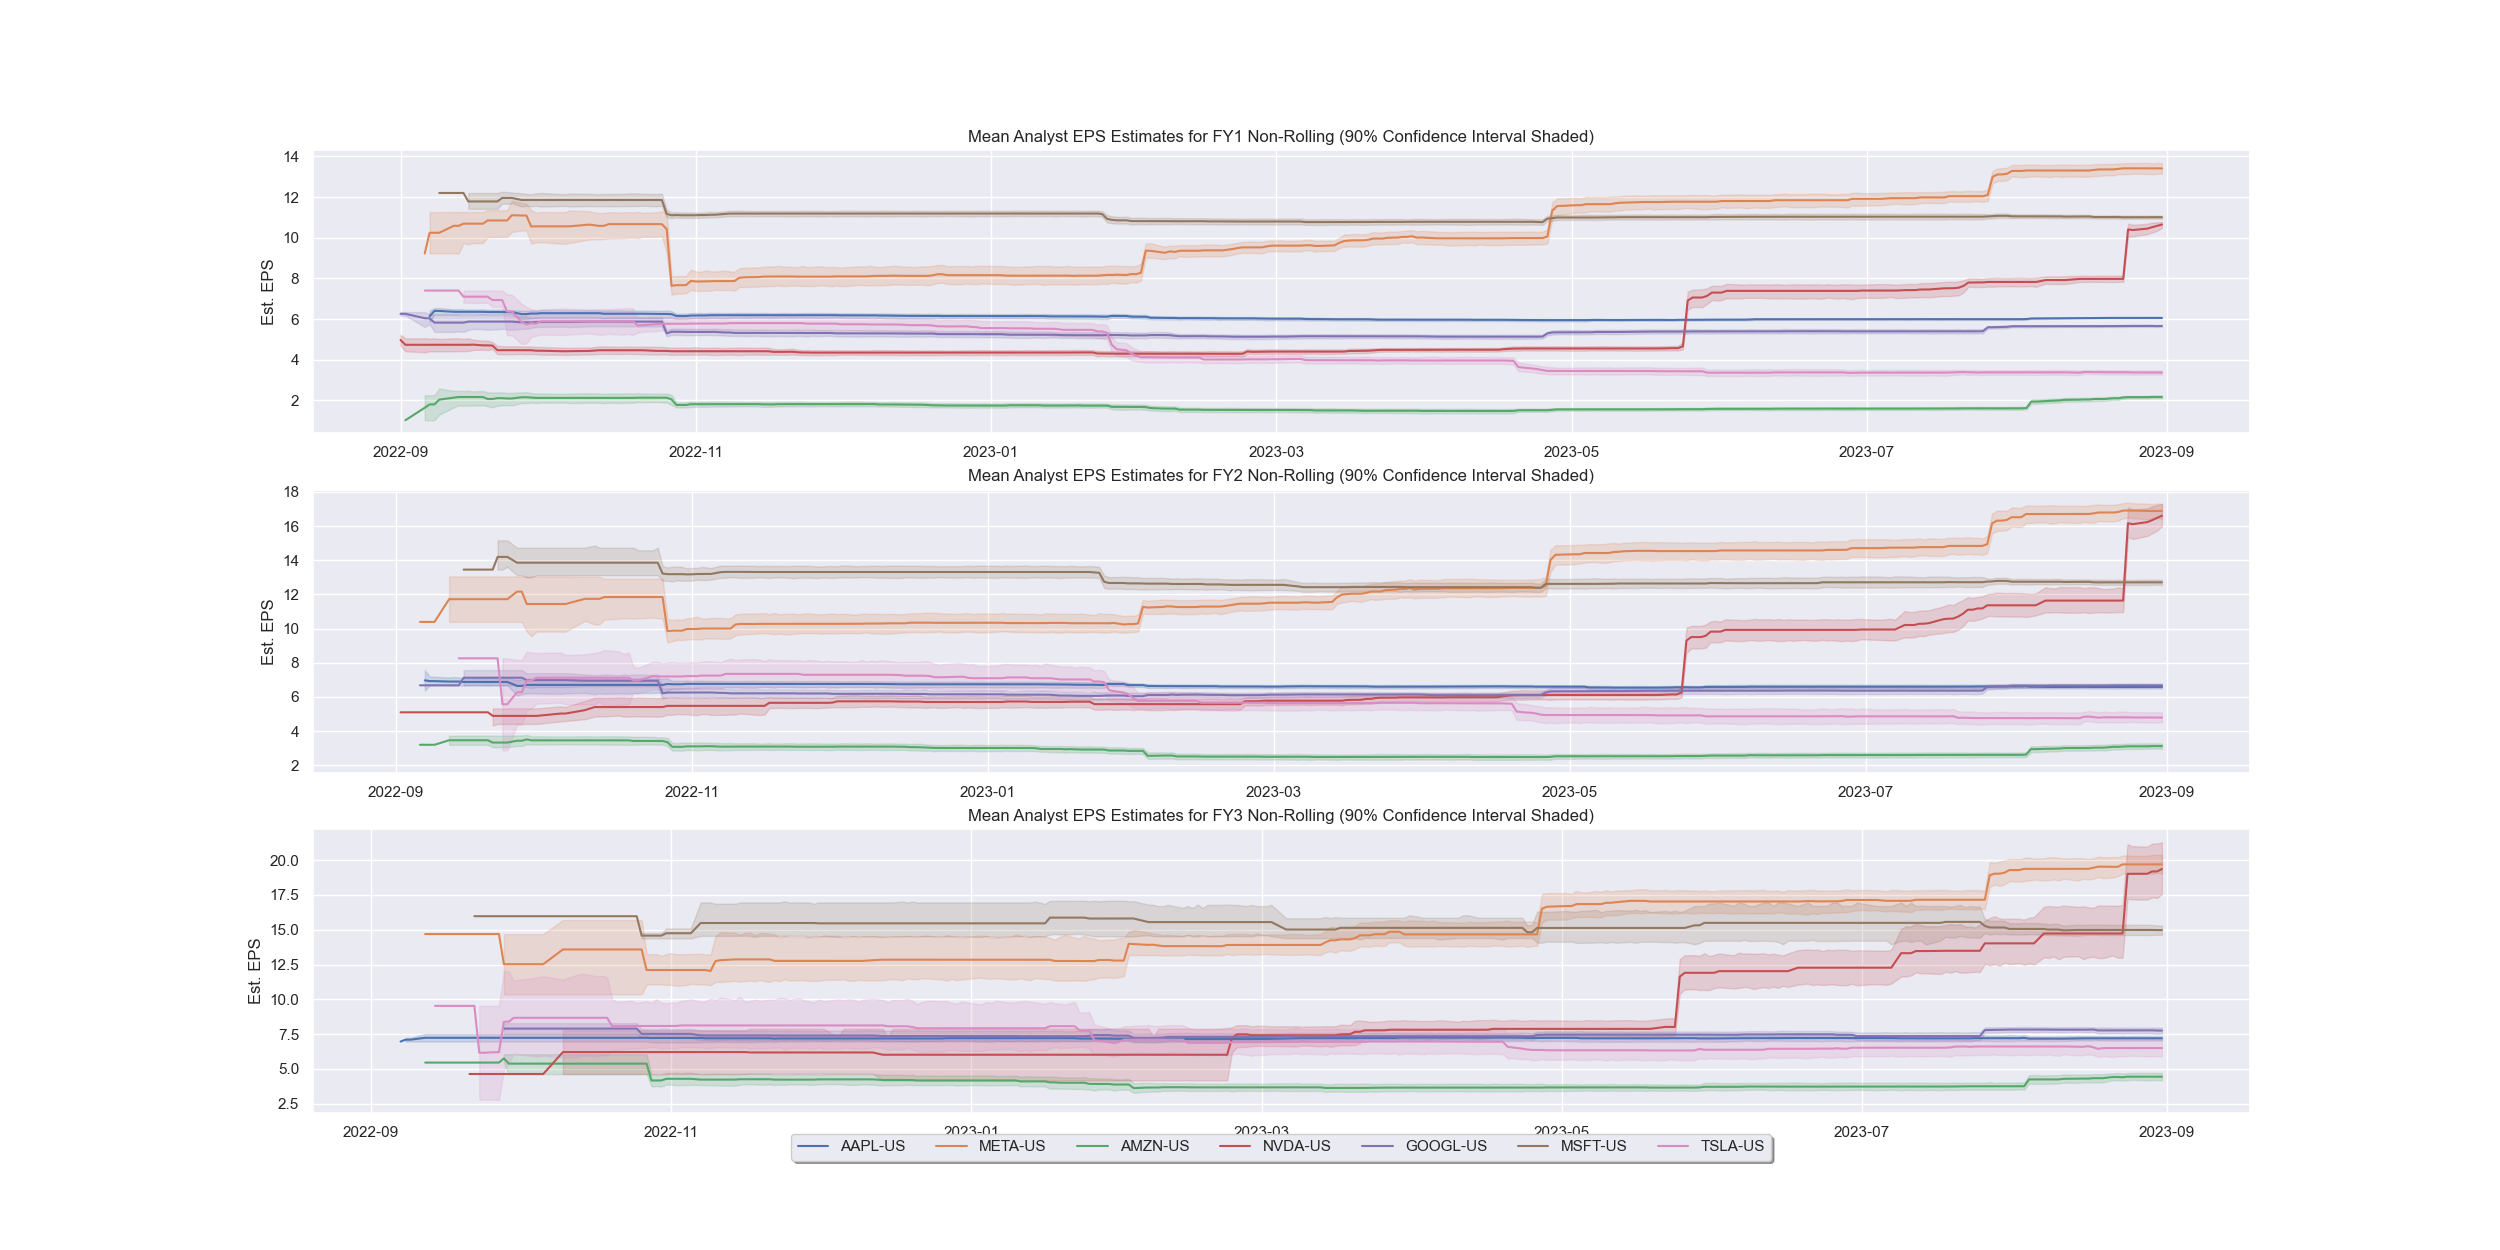 Mean Analyst EPS Estimates for FY1 Non-Rolling (90% Confidence Interval Shaded)
14
12
10
8
6
4
2
Est. EPS
2022-09 2022-11 2023-01 2023-03 2023-05 2023-07 2023-09
Mean Analyst EPS Estimates for FY2 Non-Rolling (90% Confidence Interval Shaded)
18
16
14
12
10
8
6
4
2
Est. EPS
2022-09 2022-11 2023-01 2023-03 2023-05 2023-07 2023-09
Mean Analyst EPS Estimates for FY3 Non-Rolling (90% Confidence Interval Shaded)
20.0
17.5
15.0
12.5
10.0
7.5
5.0
2.5
Est. EPS
2022-09 2022-11 2023-01 2023-03 2023-05 2023-07 2023-09
AAPL-US META-US AMZN-US NVDA-US GOOGL-US MSFT-US TSLA-US